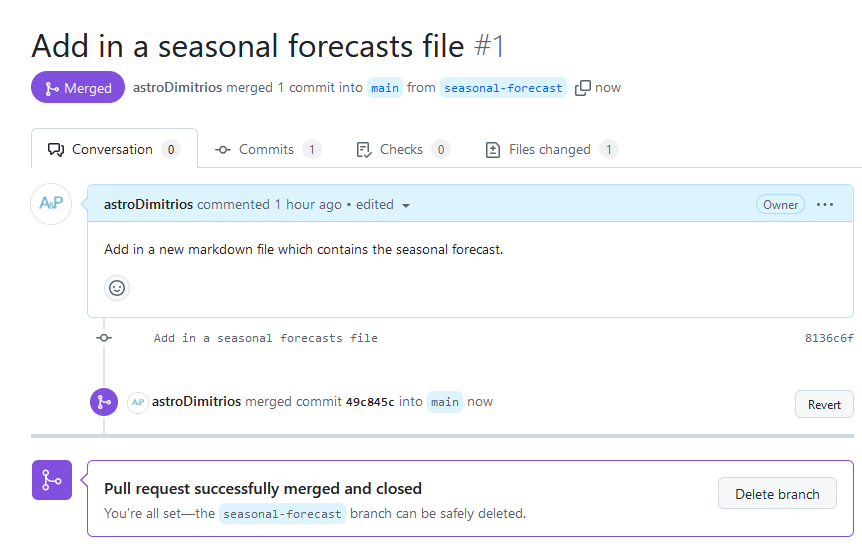 Add in a seasonal forecasts file #1
Merged astroDimitrios merged 1 commit into main from seasonal-forecast now
Conversation 0 Commits 1 Checks 0 Files changed 1
A&P astroDimitrios commented 1 hour ago • edited Owner
Add in a new markdown file which contains the seasonal forecast.
Add in a seasonal forecasts file 8136c6f
A&P astroDimitrios merged commit 49c845c into main now Revert
Pull request successfully merged and closed
Delete branch
You're all set—the seasonal-forecast branch can be safely deleted.